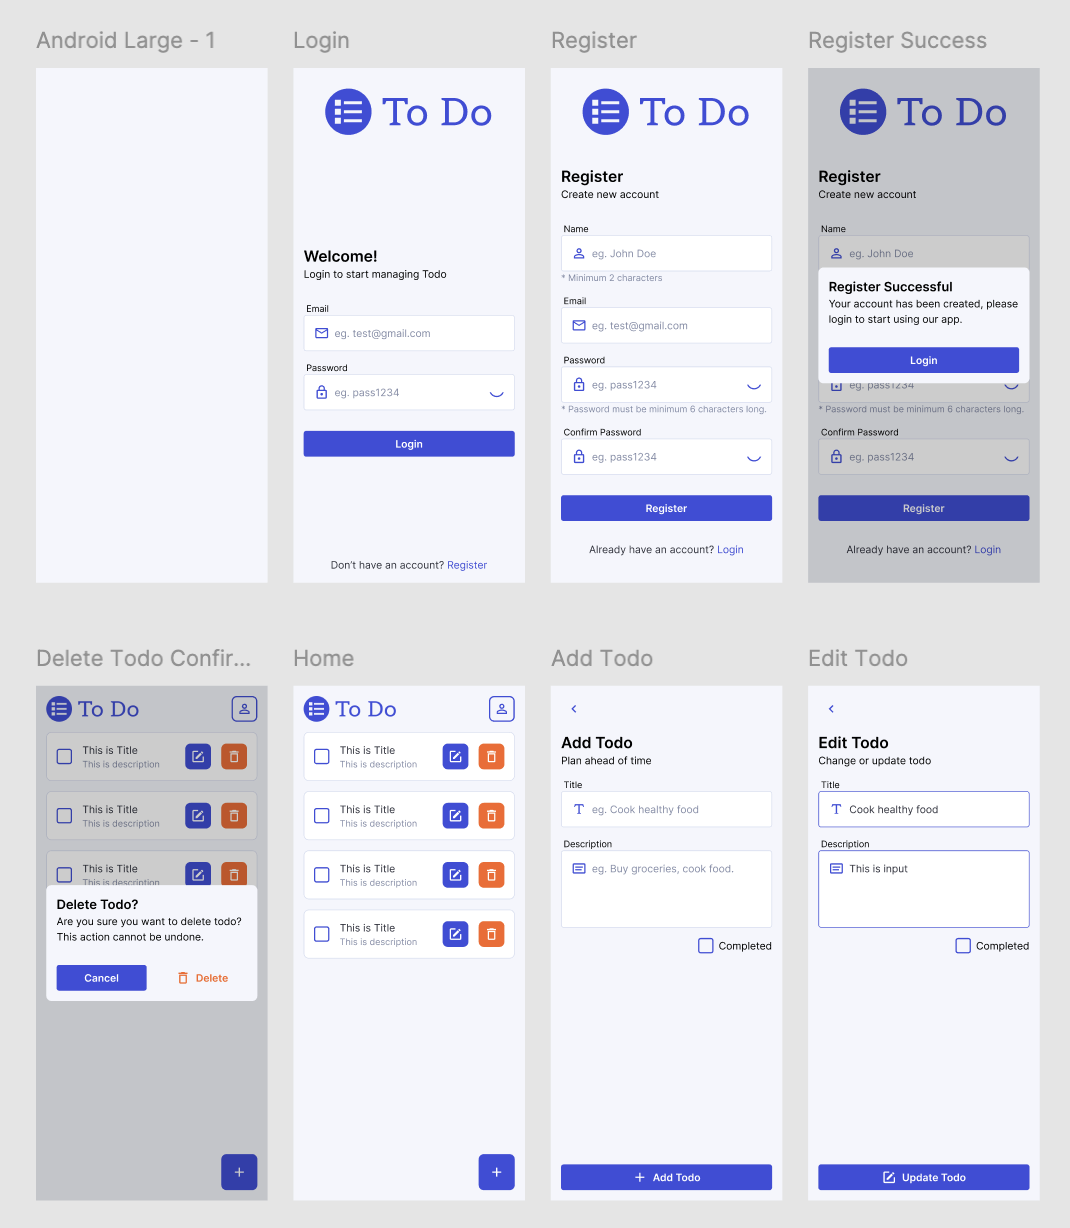 Android Large - 1
Login
Register
Register Success
To Do
Welcome!
Login to start managing Todo
Email
eg. test@gmail.com
Password
eg. pass1234
Login
Don't have an account? Register
To Do
Register
Create new account
Name
eg. John Doe
* Minimum 2 characters
Email
eg. test@gmail.com
Password
eg. pass1234
* Password must be minimum 6 characters long.
Confirm Password
eg. pass1234
Register
Already have an account? Login
To Do
Register
Create new account
Name
eg. John Doe
Register Successful
Your account has been created, please
login to start using our app.
Login
eg. pass1234
* Password must be minimum 6 characters long.
Confirm Password
eg. pass1234
Register
Already have an account? Login
Delete Todo Confir...
Home
Add Todo
Edit Todo
To Do
This is Title
This is description
This is Title
This is description
This is Title
This is description
Delete Todo?
Are you sure you want to delete todo?
This action cannot be undone.
Cancel
Delete
+
To Do
This is Title
This is description
This is Title
This is description
This is Title
This is description
This is Title
This is description
+
Add Todo
Plan ahead of time
Title
T eg. Cook healthy food
Description
eg. Buy groceries, cook food.
Completed
+ Add Todo
Edit Todo
Change or update todo
Title
T Cook healthy food
Description
This is input
Completed
Update Todo